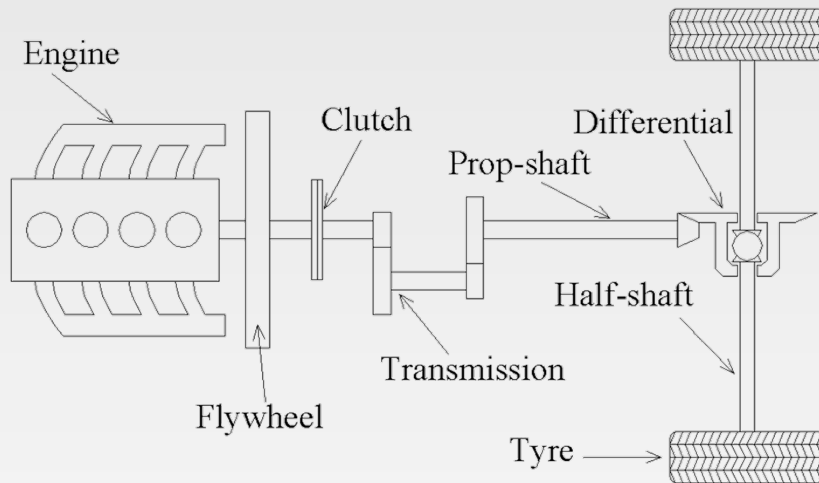 Engine
Clutch
Differential
Prop-shaft
Half-shaft
Transmission
Flywheel
Tyre